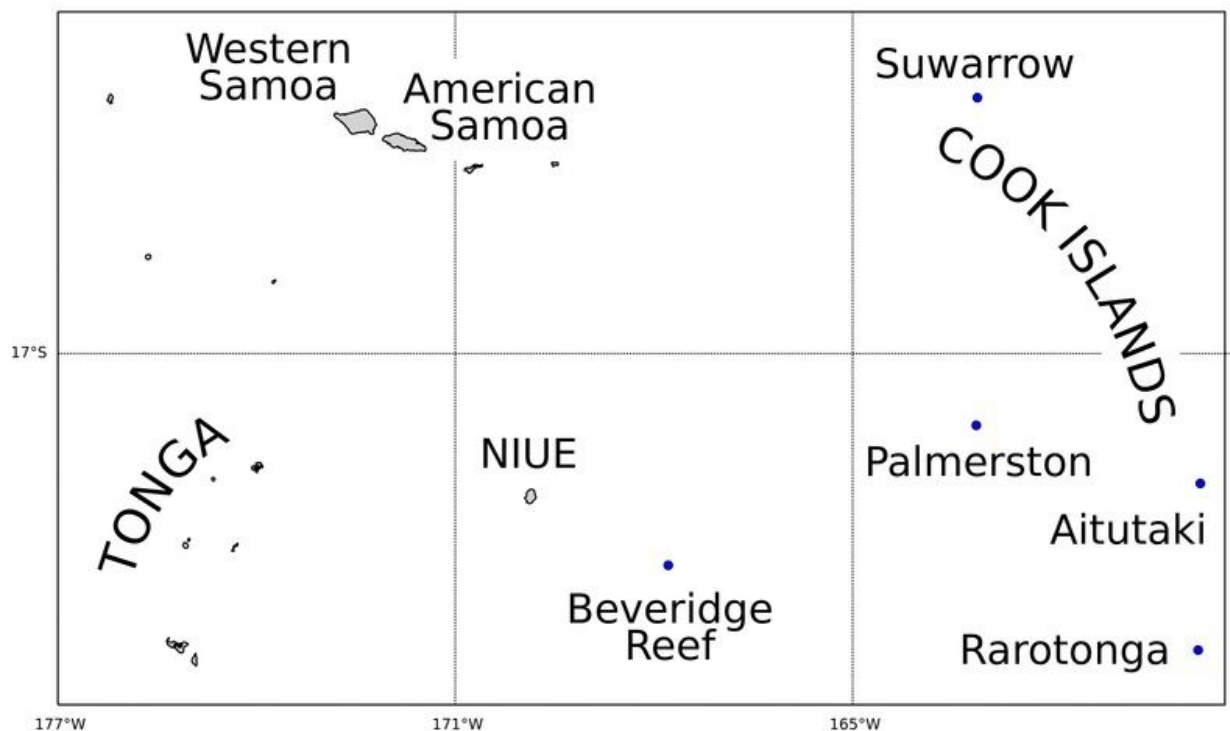 Western
Samoa
American
Samoa
Suwarrow
COOK ISLANDS
17°S
TONGA
NIUE
Palmerston
Aitutaki
Beveridge
Reef
Rarotonga
177°W
171°W
165°W